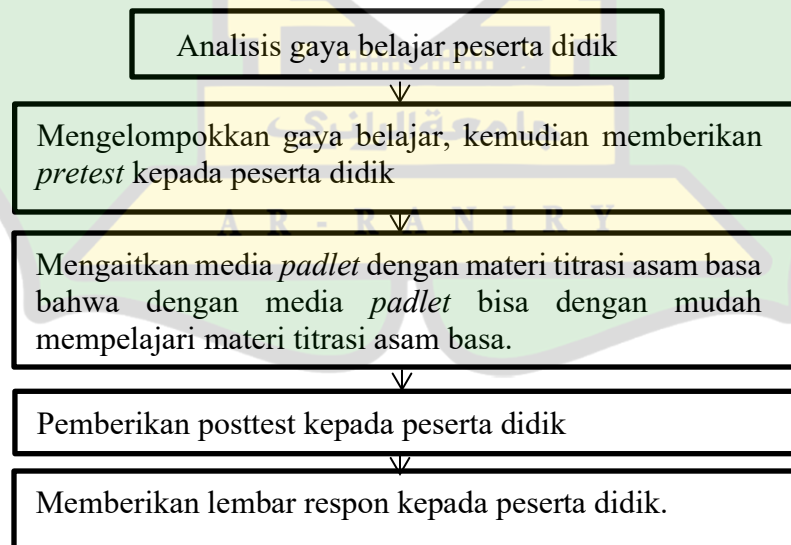 Analisis gaya belajar peserta didik
Mengelompokkan gaya belajar, kemudian memberikan
pretest kepada peserta didik
جامعة الرانري
A R - R A N I R Y
Mengaitkan media padlet dengan materi titrasi asam basa
bahwa dengan media padlet bisa dengan mudah
mempelajari materi titrasi asam basa.
Pemberikan posttest kepada peserta didik
Memberikan lembar respon kepada peserta didik.